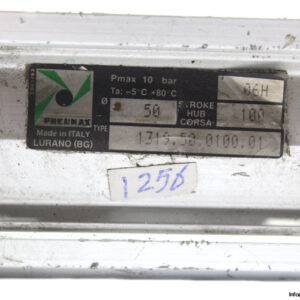 Pmax 10 bar
Ta: -5°C +80°C
06H
Ø 50
STROKE
HUB
CORSA
100
PNEUMAX
Made in ITALY
LURANO (BG)
TYPE
1319.50.0100.01
1256